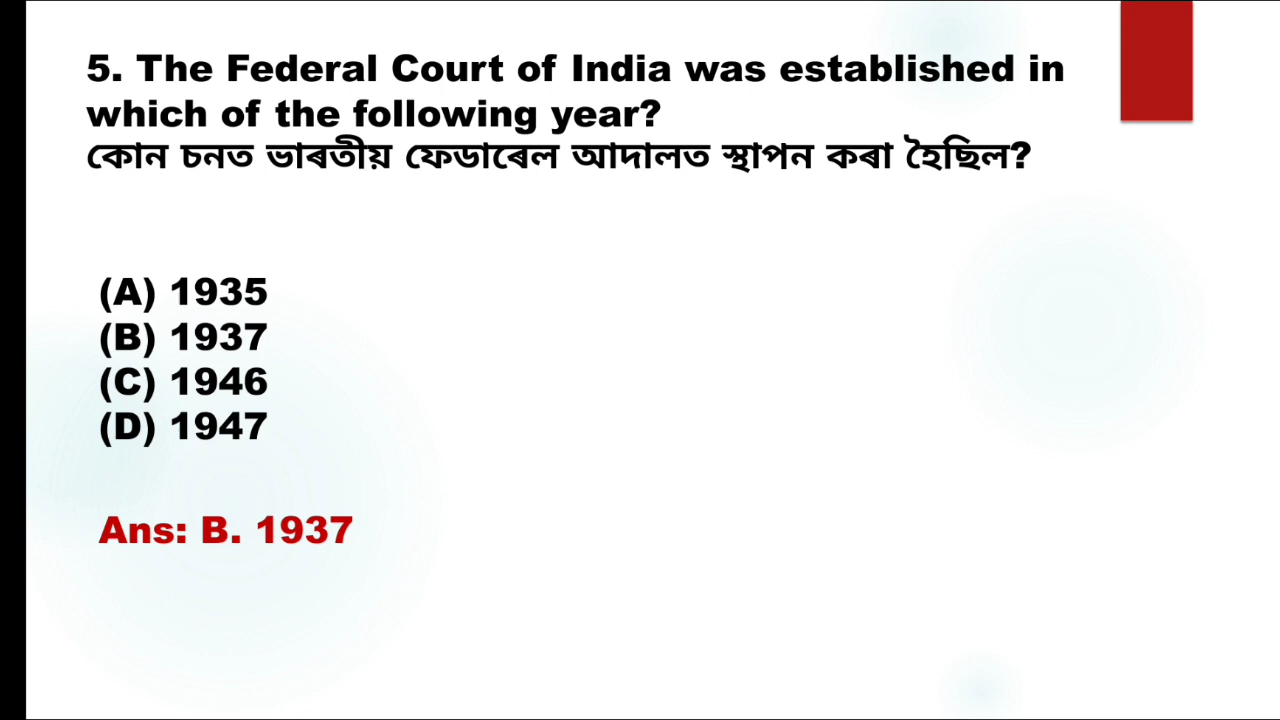 5. The Federal Court of India was established in
which of the following year?
কোন চনত ভাৰতীয় ফেডাৰেল আদালত স্থাপন কৰা হৈছিল?
(A) 1935
(B) 1937
(C) 1946
(D) 1947
Ans: B. 1937